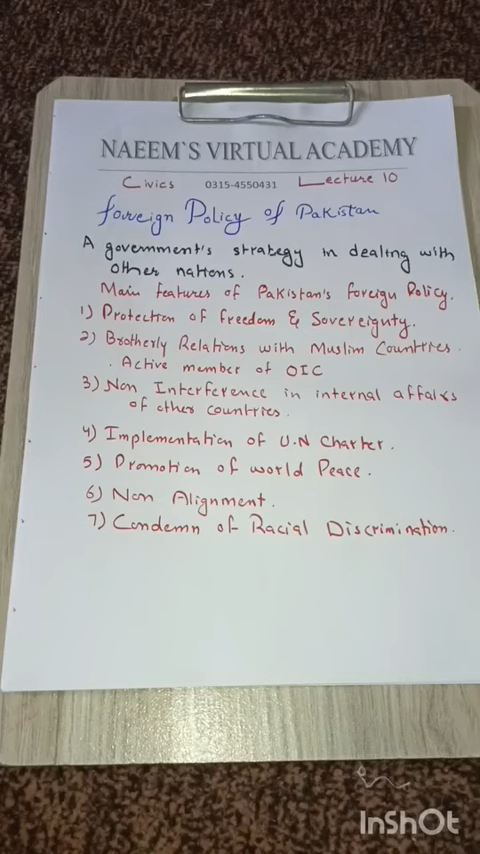 NAEEM`S VIRTUAL ACADEMY
Civics 0315-4550431 Lecture 10
foreign Policy of Pakistan
A government's strategy in dealing with
other nations.
Main features of Pakistan's foreign Policy.
1) Protection of freedom & Sovereignty.
2) Brotherly Relations with Muslim Countries.
. Active member of OIC
3) Non Interference in internal affairs
of other countries.
4) Implementation of U.N Charter.
5) Promotion of world Peace.
6) Non Alignment.
7) Condemn of Racial Discrimination.
InShOt